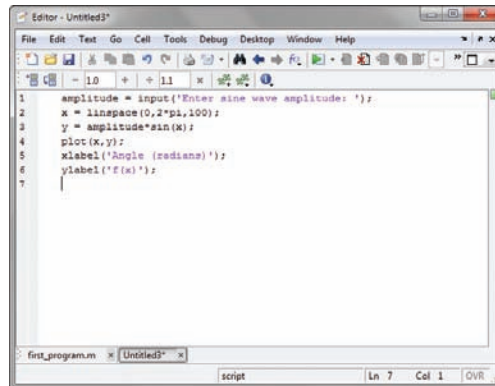 Editor - Untitled3*
File Edit Text Go Cell Tools Debug Desktop Window Help
- 1.0 + ÷ 1.1 ×
1 amplitude = input('Enter sine wave amplitude: ');
2 x = linspace(0,2*pi,100);
3 y = amplitude*sin(x);
4 plot(x,y);
5 xlabel('Angle (radians)');
6 ylabel('f(x)');
7
first_program.m × Untitled3* ×
script Ln 7 Col 1 OVR